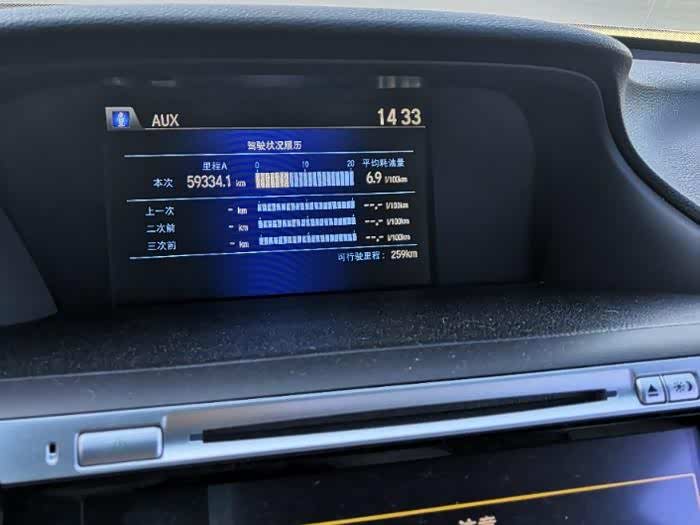 AUX 14 33
驾驶状况履历
里程A 0 10 20 平均耗油量
本次 59334.1 km 6.9 l/100km
上一次 - km --.- l/100km
二次前 - km --.- l/100km
三次前 - km --.- l/100km
可行驶里程: 259km